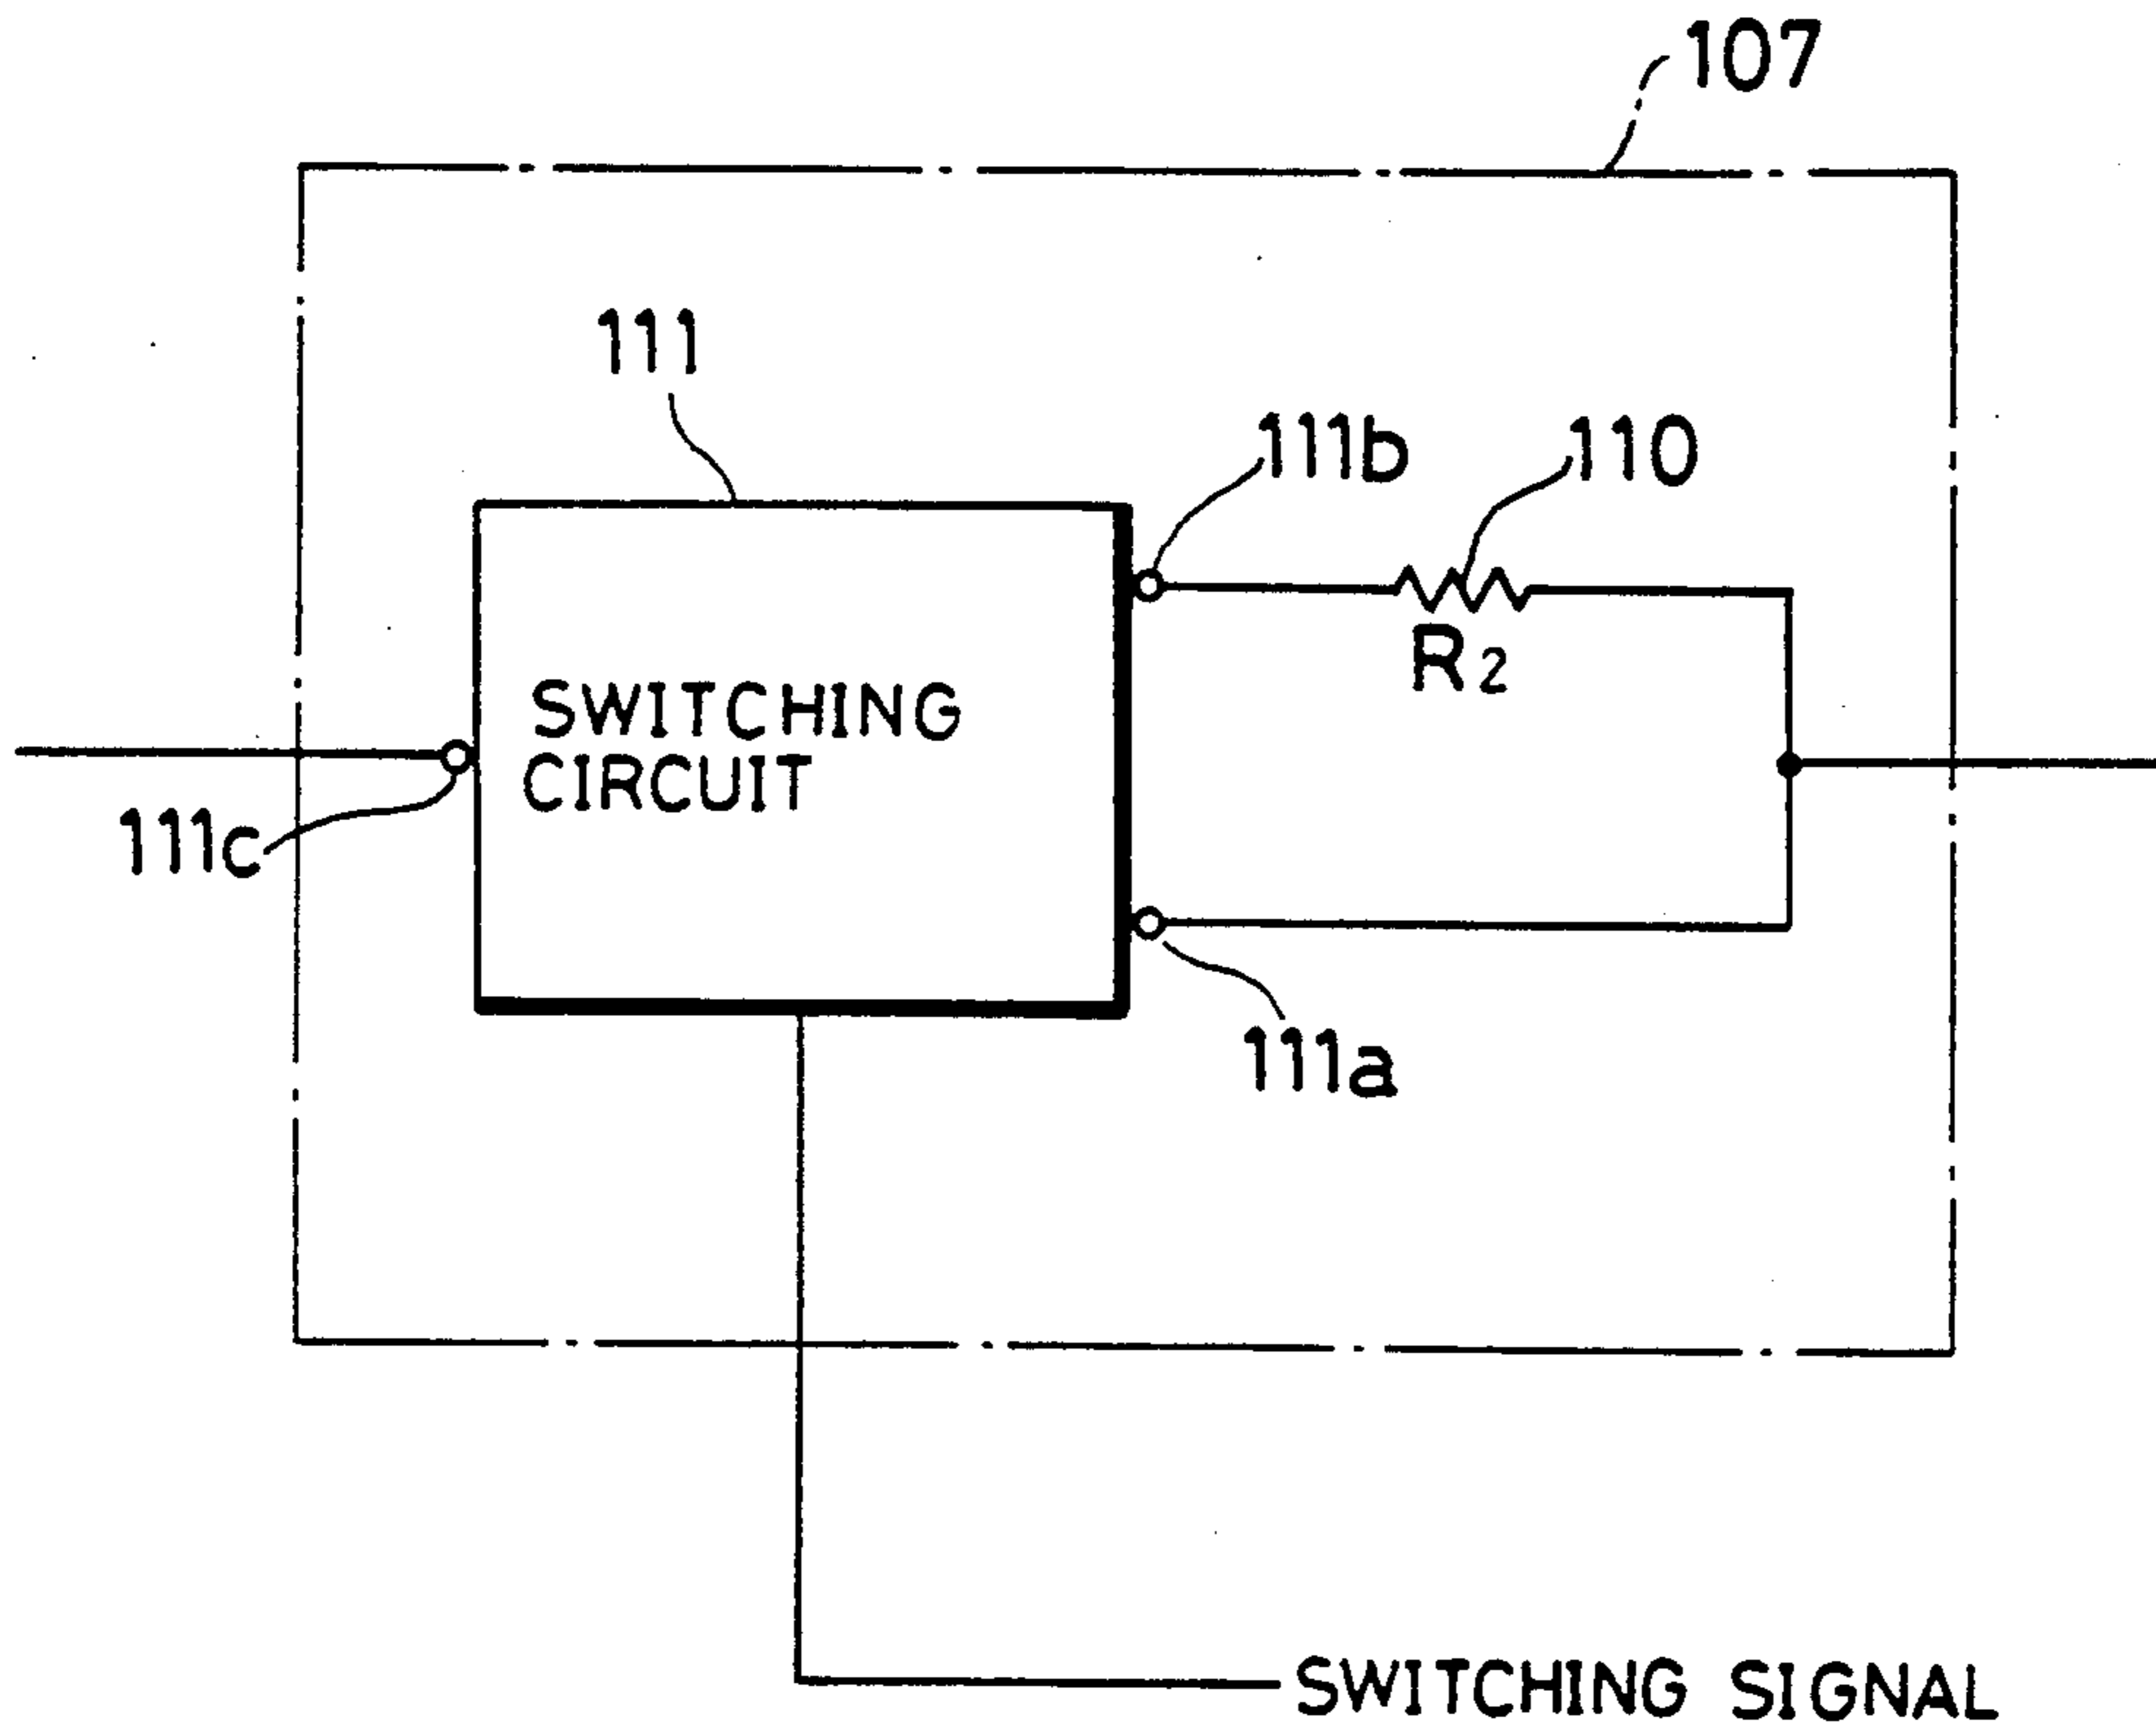 107
111
111b
110
R2
SWITCHING
CIRCUIT
111c
111a
SWITCHING SIGNAL